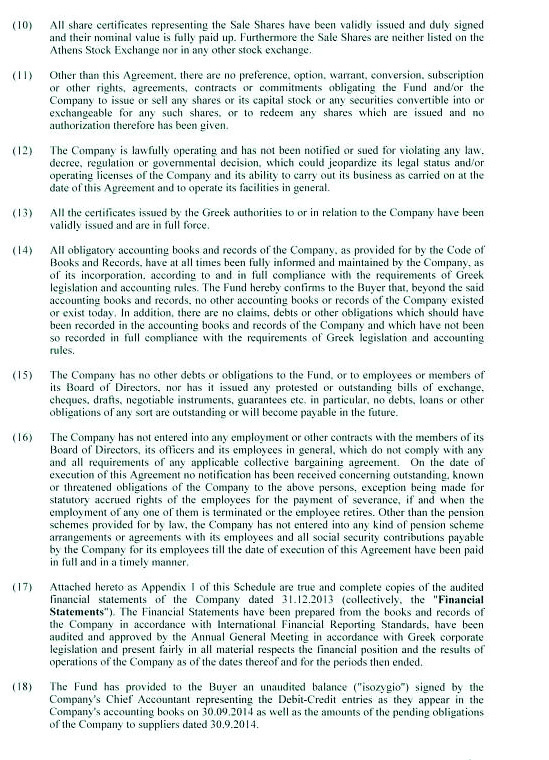 (10) All share certificates representing the Sale Shares have been validly issued and duly signed
and their nominal value is fully paid up. Furthermore the Sale Shares are neither listed on the
Athens Stock Exchange nor in any other stock exchange.
(11) Other than this Agreement, there are no preference, option, warrant, conversion, subscription
or other rights, agreements, contracts or commitments obligating the Fund and/or the
Company to issue or sell any shares or its capital stock or any securities convertible into or
exchangeable for any such shares, or to redeem any shares which are issued and no
authorization therefore has been given.
(12) The Company is lawfully operating and has not been notified or sued for violating any law,
decree, regulation or governmental decision, which could jeopardize its legal status and/or
operating licenses of the Company and its ability to carry out its business as carried on at the
date of this Agreement and to operate its facilities in general.
(13) All the certificates issued by the Greek authorities to or in relation to the Company have been
validly issued and are in full force.
(14) All obligatory accounting books and records of the Company, as provided for by the Code of
Books and Records, have at all times been fully informed and maintained by the Company, as
of its incorporation, according to and in full compliance with the requirements of Greek
legislation and accounting rules. The Fund hereby confirms to the Buyer that, beyond the said
accounting books and records, no other accounting books or records of the Company existed
or exist today. In addition, there are no claims, debts or other obligations which should have
been recorded in the accounting books and records of the Company and which have not been
so recorded in full compliance with the requirements of Greek legislation and accounting
rules.
(15) The Company has no other debts or obligations to the Fund, or to employees or members of
its Board of Directors, nor has it issued any protested or outstanding bills of exchange,
cheques, drafts, negotiable instruments, guarantees etc. in particular, no debts, loans or other
obligations of any sort are outstanding or will become payable in the future.
(16) The Company has not entered into any employment or other contracts with the members of its
Board of Directors, its officers and its employees in general, which do not comply with any
and all requirements of any applicable collective bargaining agreement. On the date of
execution of this Agreement no notification has been received concerning outstanding, known
or threatened obligations of the Company to the above persons, exception being made for
statutory accrued rights of the employees for the payment of severance, if and when the
employment of any one of them is terminated or the employee retires. Other than the pension
schemes provided for by law, the Company has not entered into any kind of pension scheme
arrangements or agreements with its employees and all social security contributions payable
by the Company for its employees till the date of execution of this Agreement have been paid
in full and in a timely manner.
(17) Attached hereto as Appendix 1 of this Schedule are true and complete copies of the audited
financial statements of the Company dated 31.12.2013 (collectively, the "Financial
Statements"). The Financial Statements have been prepared from the books and records of
the Company in accordance with International Financial Reporting Standards, have been
audited and approved by the Annual General Meeting in accordance with Greek corporate
legislation and present fairly in all material respects the financial position and the results of
operations of the Company as of the dates thereof and for the periods then ended.
(18) The Fund has provided to the Buyer an unaudited balance ("isozygio") signed by the
Company's Chief Accountant representing the Debit-Credit entries as they appear in the
Company's accounting books on 30.09.2014 as well as the amounts of the pending obligations
of the Company to suppliers dated 30.9.2014.